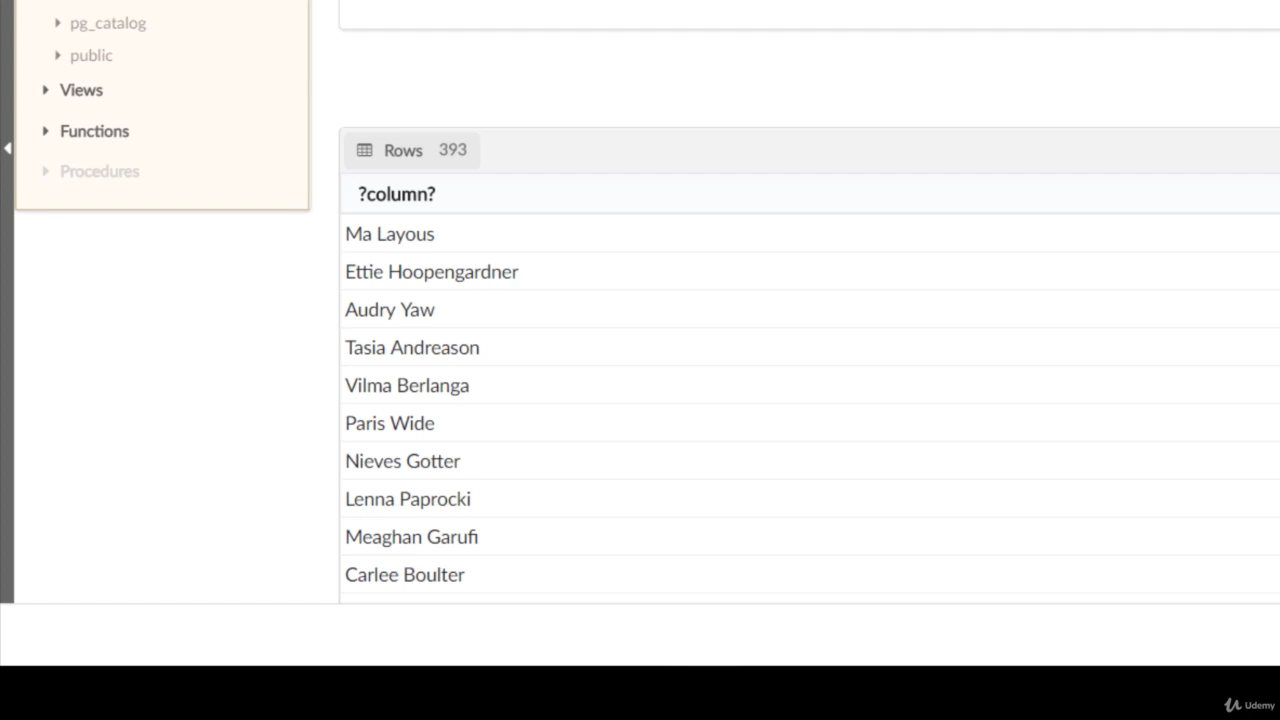 pg_catalog
public
Views
Functions
Procedures
Rows 393
?column?
Ma Layous
Ettie Hoopengardner
Audry Yaw
Tasia Andreason
Vilma Berlanga
Paris Wide
Nieves Gotter
Lenna Paprocki
Meaghan Garufi
Carlee Boulter
Udemy